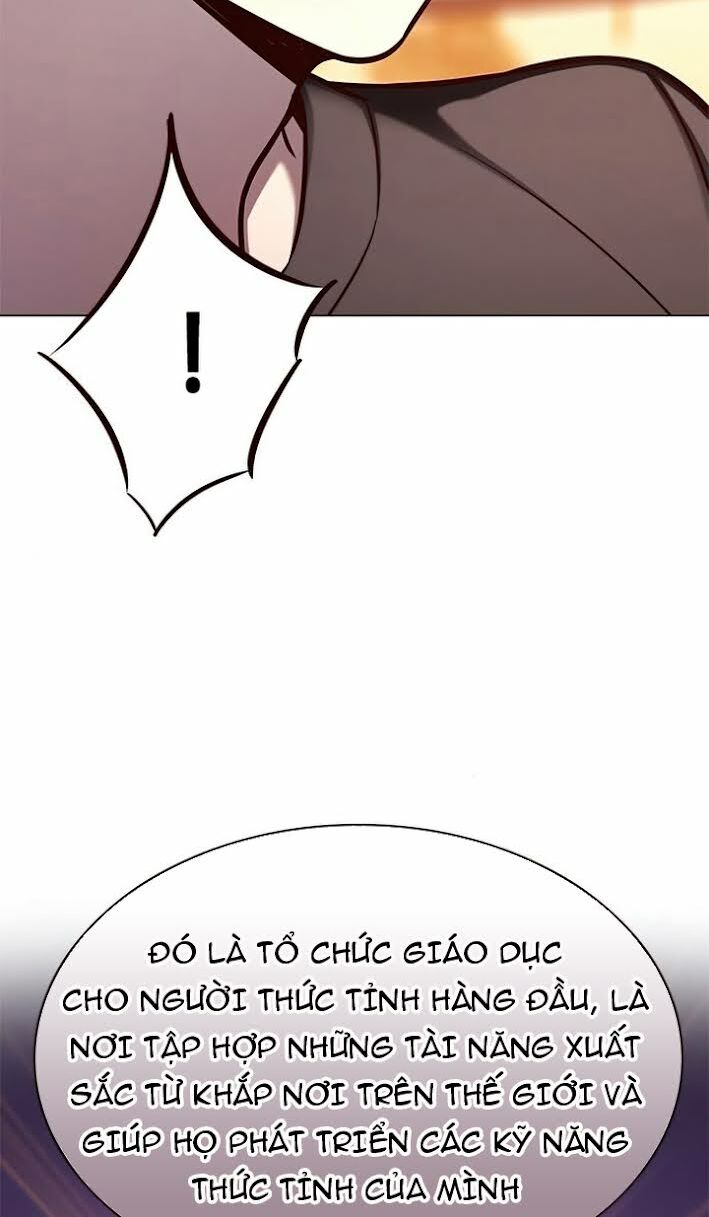 !
ĐÓ LÀ TỔ CHỨC GIÁO DỤC
CHO NGƯỜI THỨC TỈNH HÀNG ĐẦU, LÀ
NƠI TẬP HỢP NHỮNG TÀI NĂNG XUẤT
SẮC TỪ KHẮP NƠI TRÊN THẾ GIỚI VÀ
GIÚP HỌ PHÁT TRIỂN CÁC KỸ NĂNG
THỨC TỈNH CỦA MÌNH